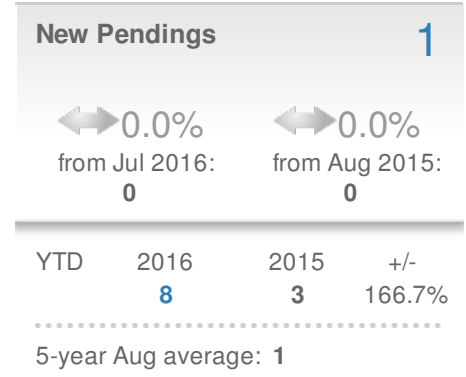 New Pendings 1
0.0% 0.0%
from Jul 2016: from Aug 2015:
0 0
YTD 2016 2015 +/-
8 3 166.7%
5-year Aug average: 1